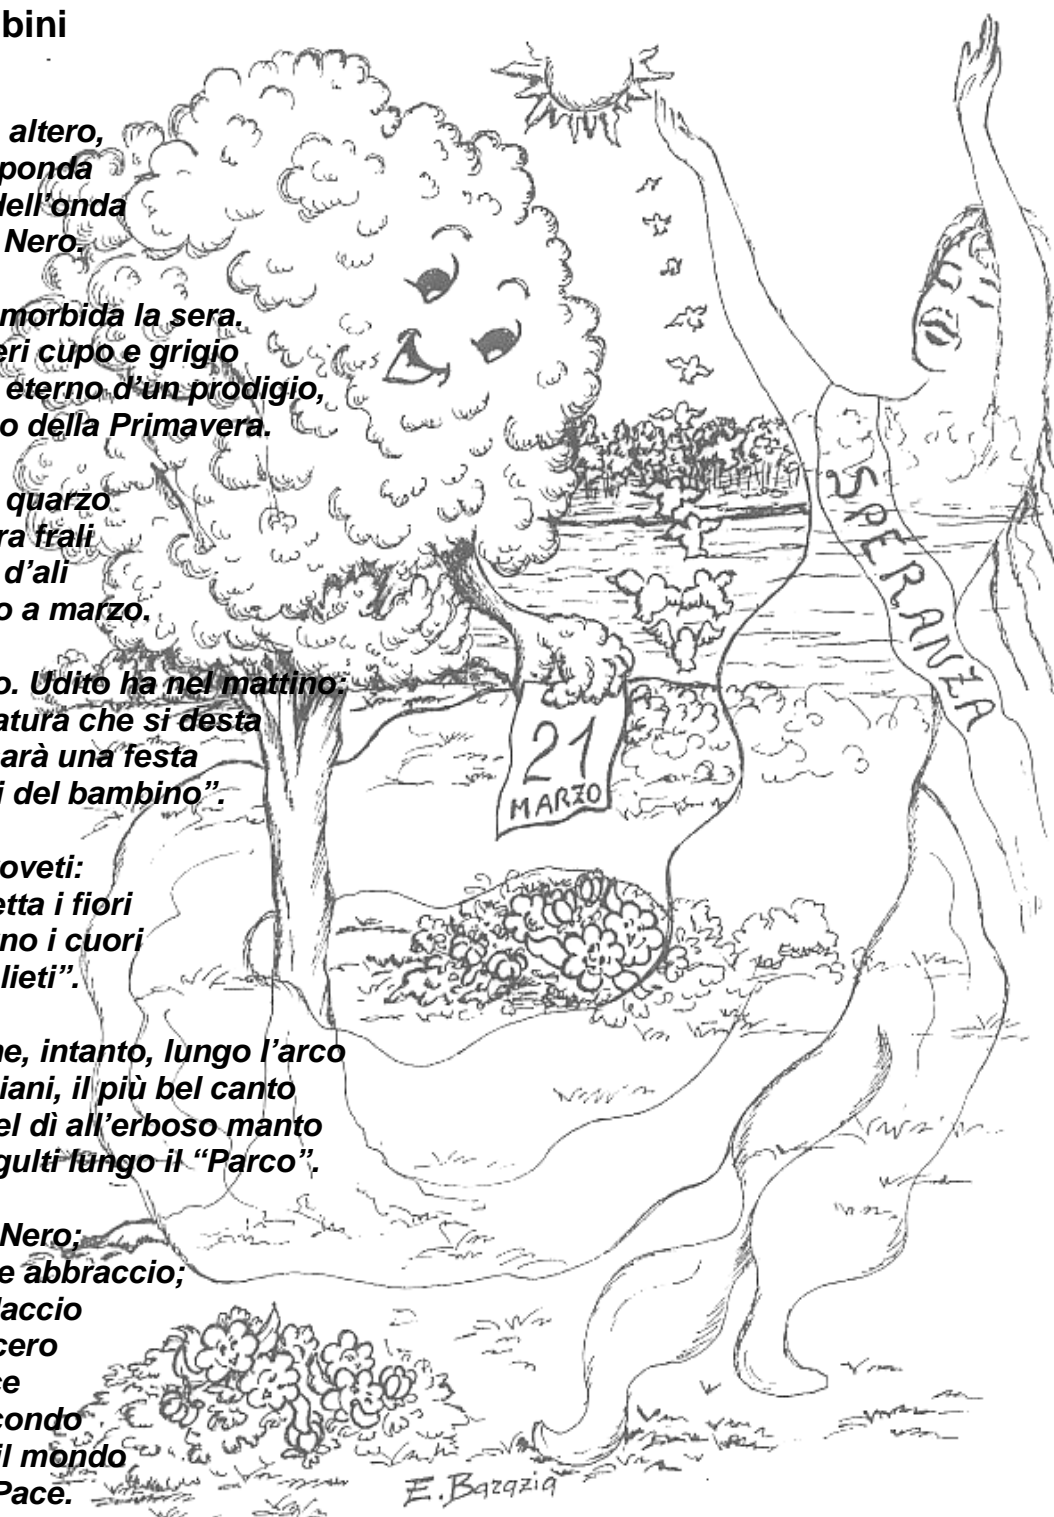 bini
altero,
ponda
dell’onda
Nero.
morbida la sera.
eri cupo e grigio
eterno d’un prodigio,
o della Primavera.
quarzo
ra frali
d’ali
o a marzo.
o. Udito ha nel mattino:
atura che si desta
arà una festa
i del bambino”.
oveti:
etta i fiori
no i cuori
lieti”.
ne, intanto, lungo l’arco
iani, il più bel canto
el dì all’erboso manto
gulti lungo il “Parco”.
Nero;
e abbraccio;
laccio
cero
ce
condo
il mondo
Pace.
SPERANZA
21
MARZO
E. Barazia